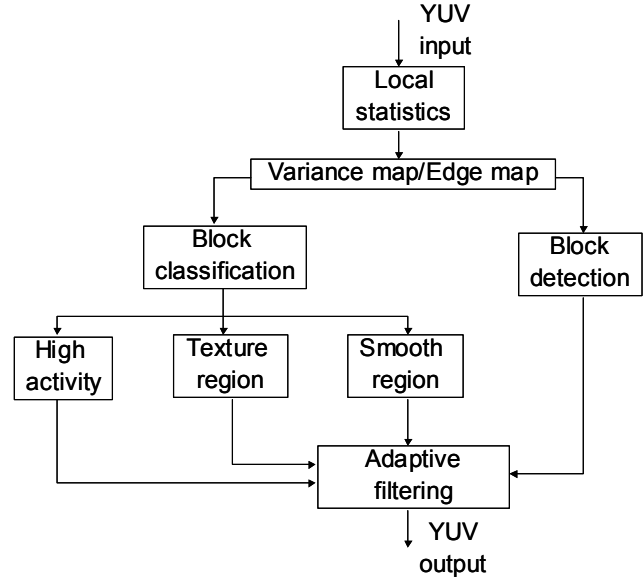 YUV
input
Local
statistics
Variance map/Edge map
Block
classification
Block
detection
High
activity
Texture
region
Smooth
region
Adaptive
filtering
YUV
output